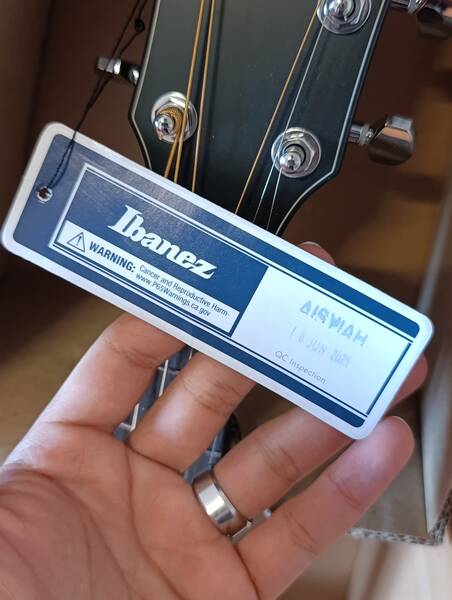 Ibanez
WARNING: Cancer and Reproductive Harm-
www.P65Warnings.ca.gov
10 JUN 2025
QC Inspection